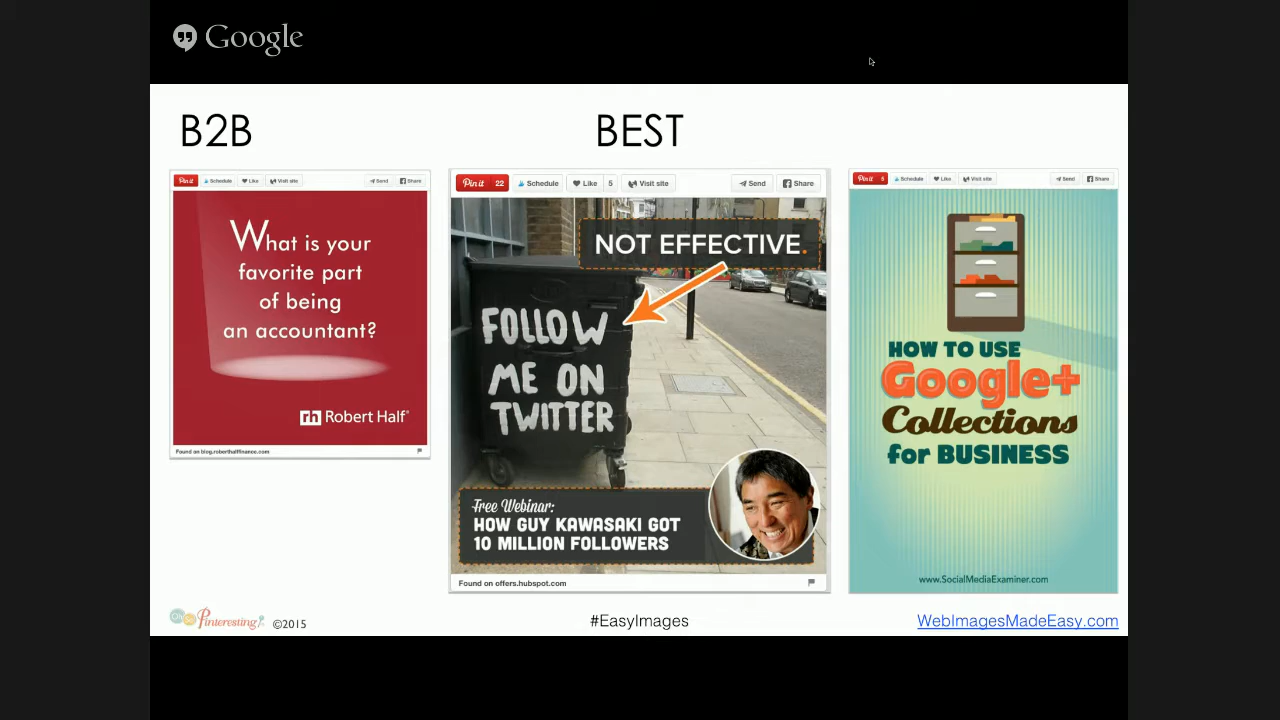 Google
B2B
BEST
Pin it
Schedule
Like
Visit site
Send
Share
What is your
favorite part
of being
an accountant?
rh Robert Half®
Found on blog.roberthalffinance.com
Pin it 22
Schedule
Like 5
Visit site
Send
Share
NOT EFFECTIVE.
FOLLOW
ME ON
TWITTER
Free Webinar:
HOW GUY KAWASAKI GOT
10 MILLION FOLLOWERS
Found on offers.hubspot.com
Pin it 5
Schedule
Like
Visit site
Send
Share
HOW TO USE
Google+
Collections
for BUSINESS
www.SocialMediaExaminer.com
Oh So Pinteresting! ©2015
#EasyImages
WebImagesMadeEasy.com